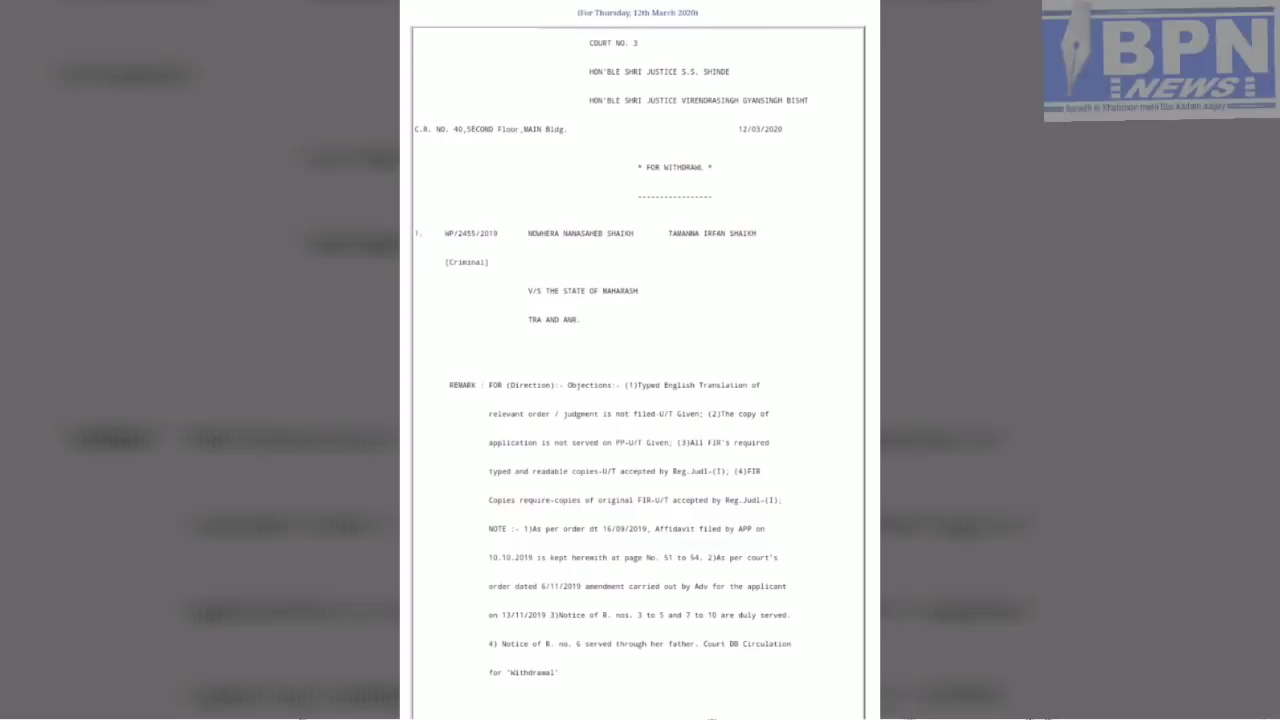 (For Thursday, 12th March 2020)
COURT NO. 3
HON'BLE SHRI JUSTICE S.S. SHINDE
HON'BLE SHRI JUSTICE VIRENDRASINGH GYANSINGH BISHT
C.R. NO. 40,SECOND Floor,MAIN Bldg. 12/03/2020
* FOR WITHDRAWL *
-----------------
1. WP/2455/2019 NOWHERA NANASAHEB SHAIKH TAMANNA IRFAN SHAIKH
[Criminal]
V/S THE STATE OF MAHARASH
TRA AND ANR.
REMARK : FOR (Direction):- Objections:- (1)Typed English Translation of
relevant order / judgment is not filed-U/T Given; (2)The copy of
application is not served on PP-U/T Given; (3)All FIR's required
typed and readable copies-U/T accepted by Reg.Judl-(I); (4)FIR
Copies require-copies of original FIR-U/T accepted by Reg.Judl-(I);
NOTE :- 1)As per order dt 16/09/2019, Affidavit filed by APP on
10.10.2019 is kept herewith at page No. 51 to 54. 2)As per court's
order dated 6/11/2019 amendment carried out by Adv for the applicant
on 13/11/2019 3)Notice of R. nos. 3 to 5 and 7 to 10 are duly served.
4) Notice of R. no. 6 served through her father. Court DB Circulation
for 'Withdrawal'
BPN
NEWS